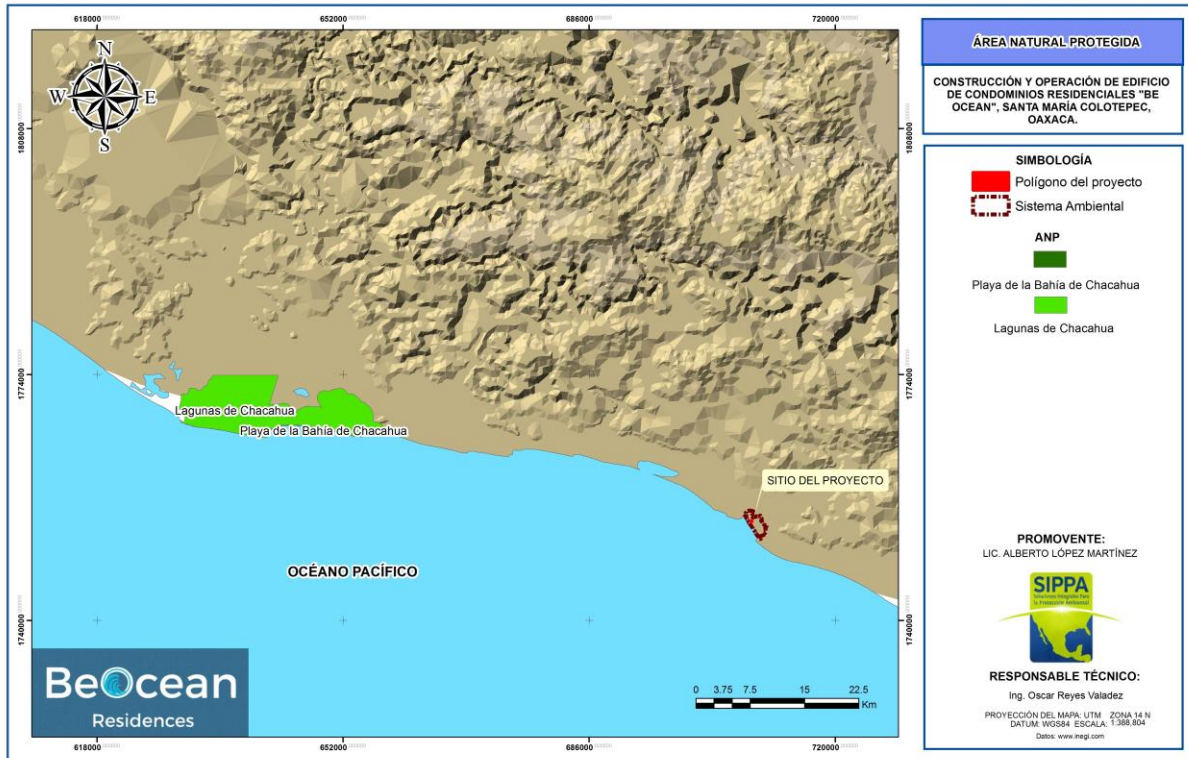 618000
652000
686000
720000
N
W
E
S
1808000
1808000
1774000
1774000
1740000
1740000
Lagunas de Chacahua
Playa de la Bahía de Chacahua
SITIO DEL PROYECTO
OCÉANO PACÍFICO
BeOcean
Residences
0 3.75 7.5 15 22.5
Km
618000
652000
686000
720000
ÁREA NATURAL PROTEGIDA
CONSTRUCCIÓN Y OPERACIÓN DE EDIFICIO
DE CONDOMINIOS RESIDENCIALES "BE
OCEAN", SANTA MARÍA COLOTEPEC,
OAXACA.
SIMBOLOGÍA
Polígono del proyecto
Sistema Ambiental
ANP
Playa de la Bahía de Chacahua
Lagunas de Chacahua
PROMOVENTE:
LIC. ALBERTO LÓPEZ MARTÍNEZ
SIPPA
RESPONSABLE TÉCNICO:
Ing. Oscar Reyes Valadez
PROYECCIÓN DEL MAPA: UTM ZONA 14 N
DATUM: WGS84 ESCALA: 1:388,804
Datos: www.inegi.com